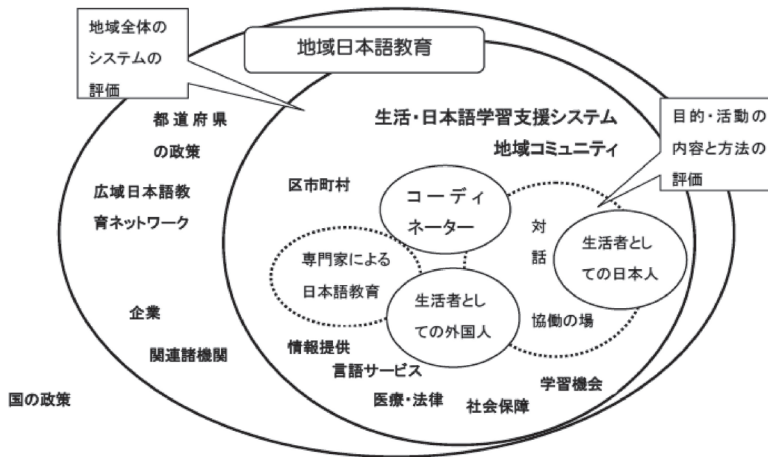 地域全体の
システムの
評価
地域日本語教育
都道府県
の政策
広域日本語教
育ネットワーク
企業
関連諸機関
国の政策
生活・日本語学習支援システム
地域コミュニティ
目的・活動の
内容と方法の
評価
区市町村
コーディ
ネーター
専門家による
日本語教育
生活者とし
ての外国人
対
話
生活者とし
ての日本人
協働の場
情報提供
言語サービス
医療・法律
社会保障
学習機会